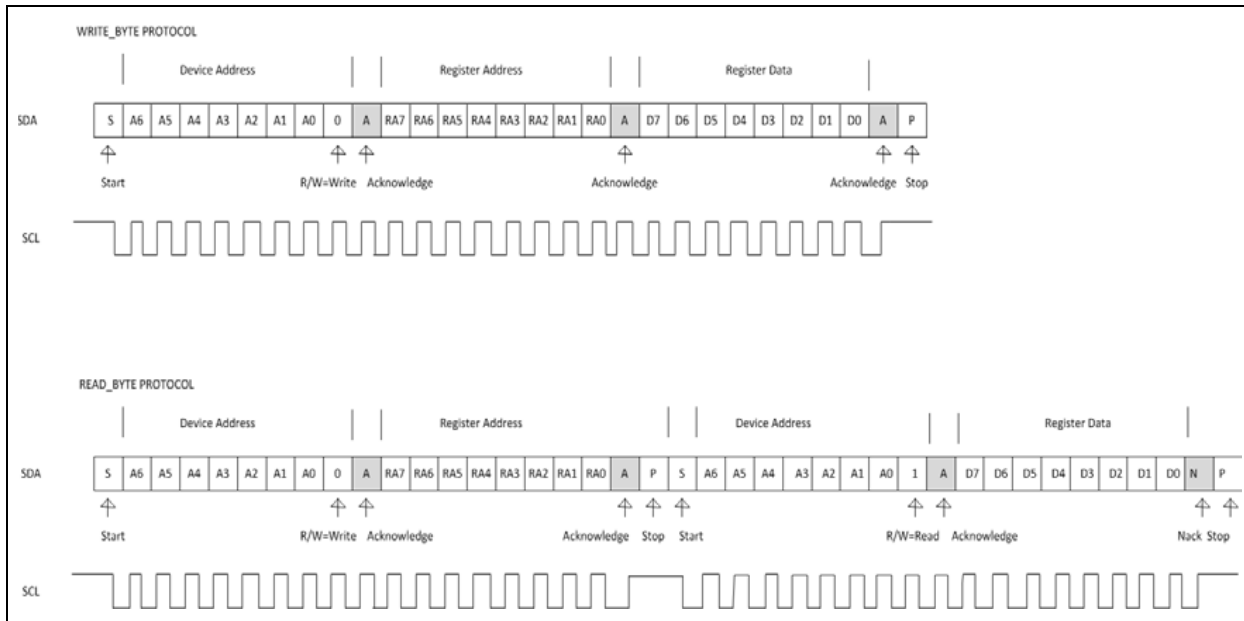 WRITE_BYTE PROTOCOL
Device Address Register Address Register Data
SDA S A6 A5 A4 A3 A2 A1 A0 0 A RA7 RA6 RA5 RA4 RA3 RA2 RA1 RA0 A D7 D6 D5 D4 D3 D2 D1 D0 A P
Start R/W=Write Acknowledge Acknowledge Acknowledge Stop
SCL
READ_BYTE PROTOCOL
Device Address Register Address Device Address Register Data
SDA S A6 A5 A4 A3 A2 A1 A0 0 A RA7 RA6 RA5 RA4 RA3 RA2 RA1 RA0 A P S A6 A5 A4 A3 A2 A1 A0 1 A D7 D6 D5 D4 D3 D2 D1 D0 N P
Start R/W=Write Acknowledge Acknowledge Stop Start R/W=Read Acknowledge Nack Stop
SCL